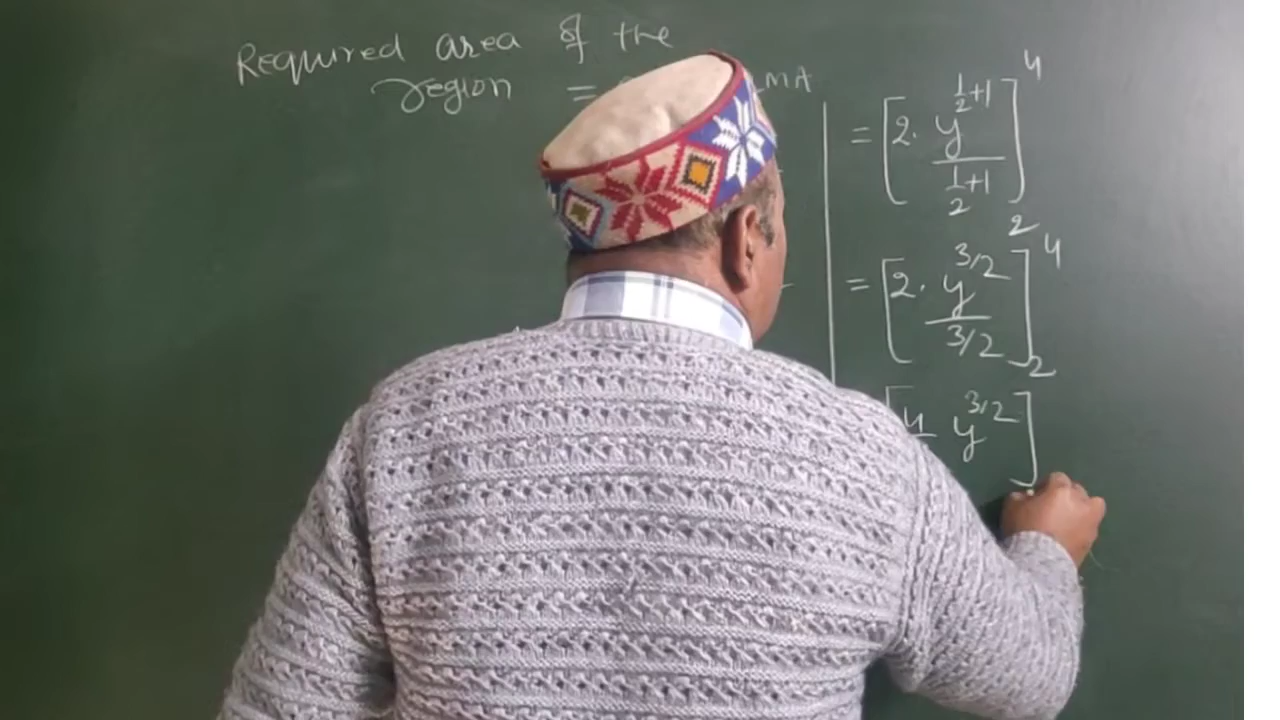 Required area of the
region = MA
= [2. y^{1/2+1} / (1/2+1)]_2^4
= [2. y^{3/2} / (3/2)]_2^4
[4 y^{3/2}]